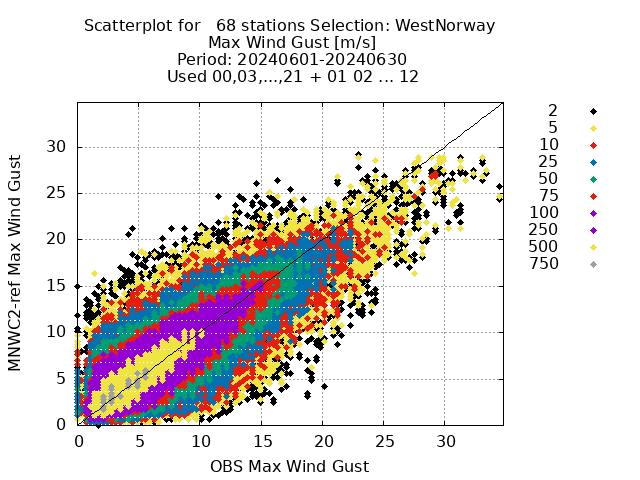 Scatterplot for 68 stations Selection: WestNorway
Max Wind Gust [m/s]
Period: 20240601-20240630
Used 00,03,...,21 + 01 02 ... 12
MNWC2-ref Max Wind Gust
30
25
20
15
10
5
0
0 5 10 15 20 25 30
OBS Max Wind Gust
2
5
10
25
50
75
100
250
500
750